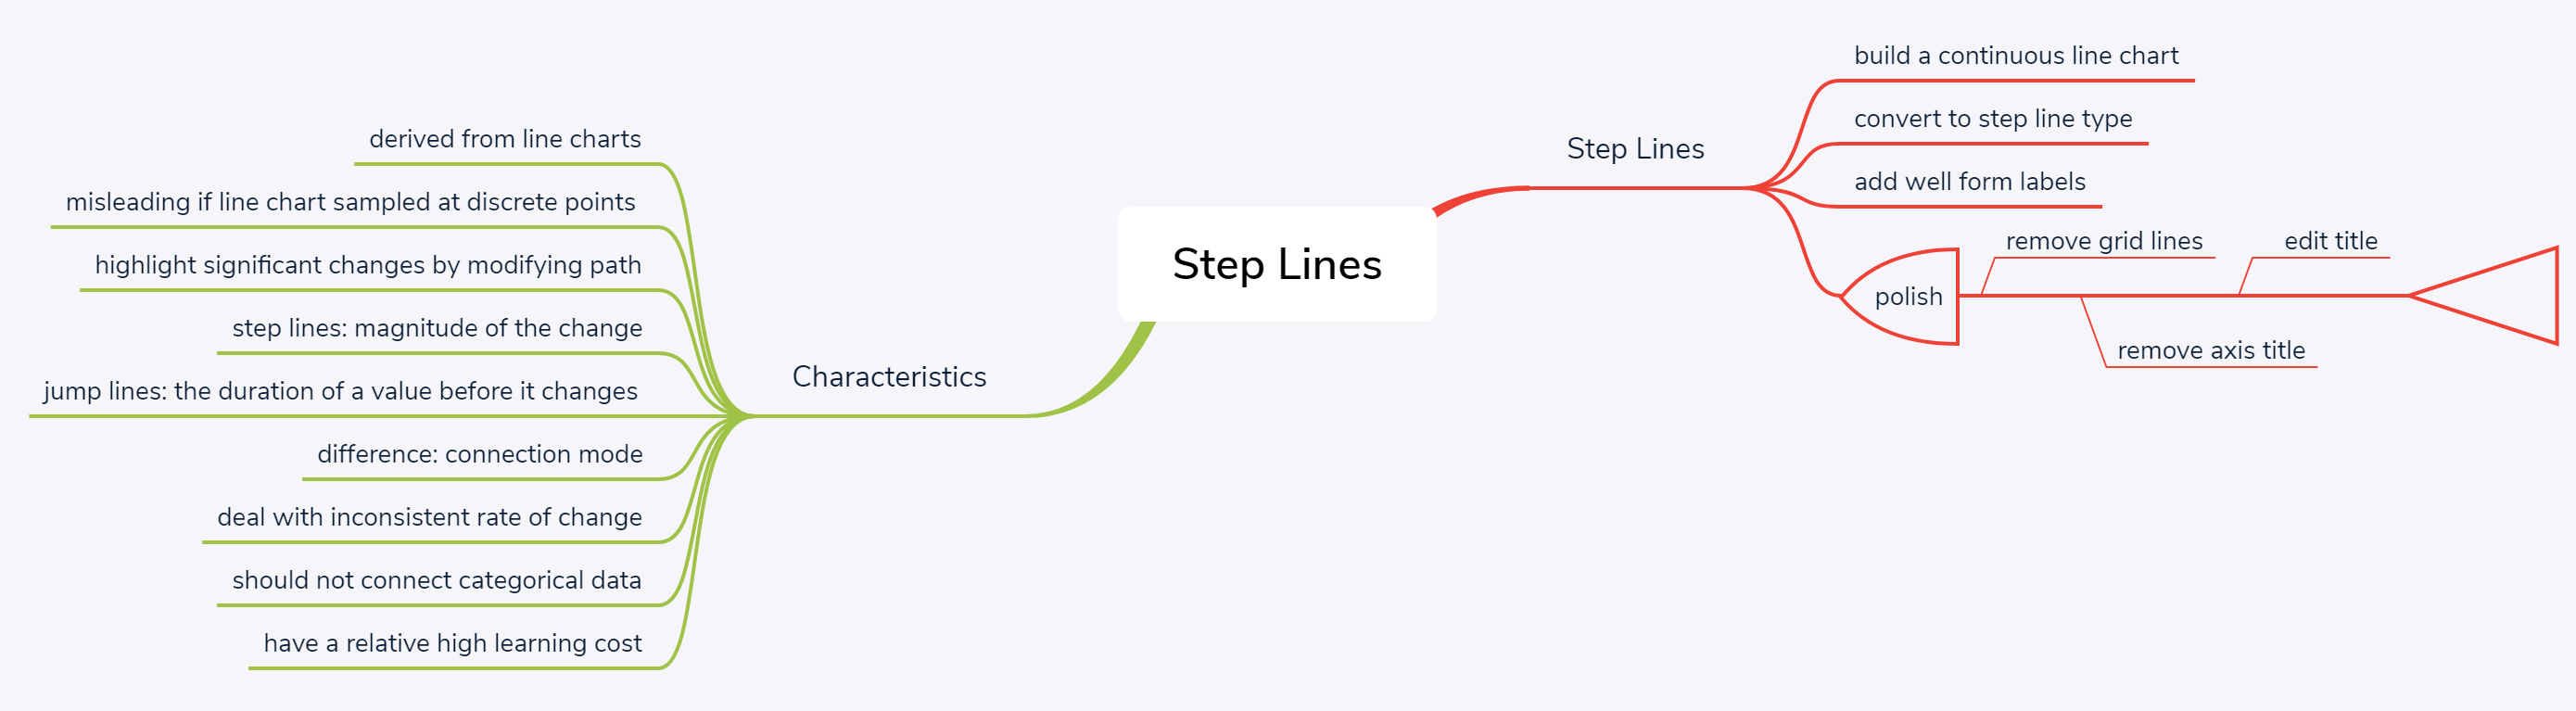 Step Lines
Step Lines
build a continuous line chart
convert to step line type
add well form labels
polish
remove grid lines
remove axis title
edit title
Characteristics
derived from line charts
misleading if line chart sampled at discrete points
highlight significant changes by modifying path
step lines: magnitude of the change
jump lines: the duration of a value before it changes
difference: connection mode
deal with inconsistent rate of change
should not connect categorical data
have a relative high learning cost